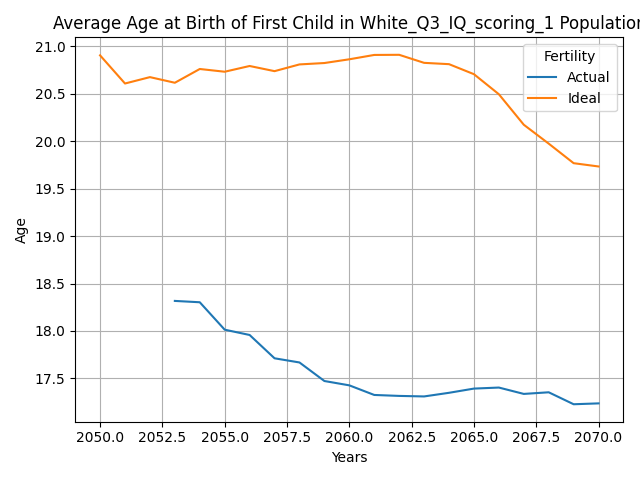 Average Age at Birth of First Child in White_Q3_IQ_scoring_1 Population
21.0
20.5
20.0
19.5
19.0
18.5
18.0
17.5
Age
Fertility
Actual
Ideal
2050.0 2052.5 2055.0 2057.5 2060.0 2062.5 2065.0 2067.5 2070.0
Years